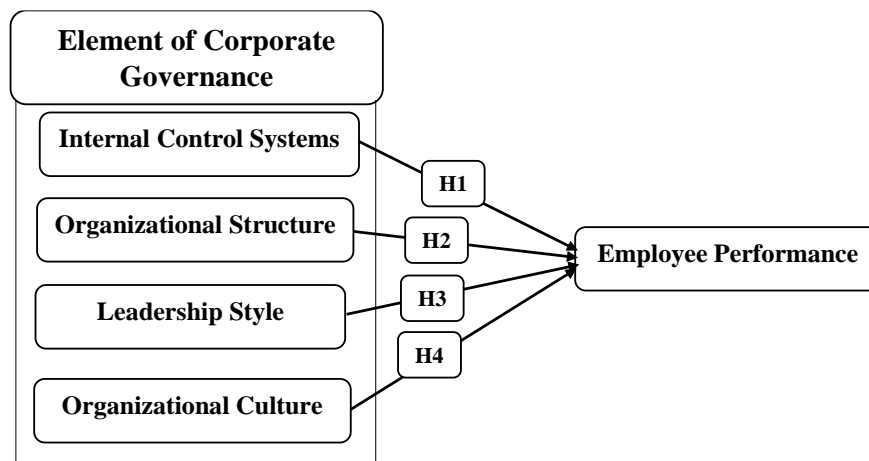 Element of Corporate
Governance
Internal Control Systems
H1
Organizational Structure
H2
Employee Performance
Leadership Style
H3
H4
Organizational Culture